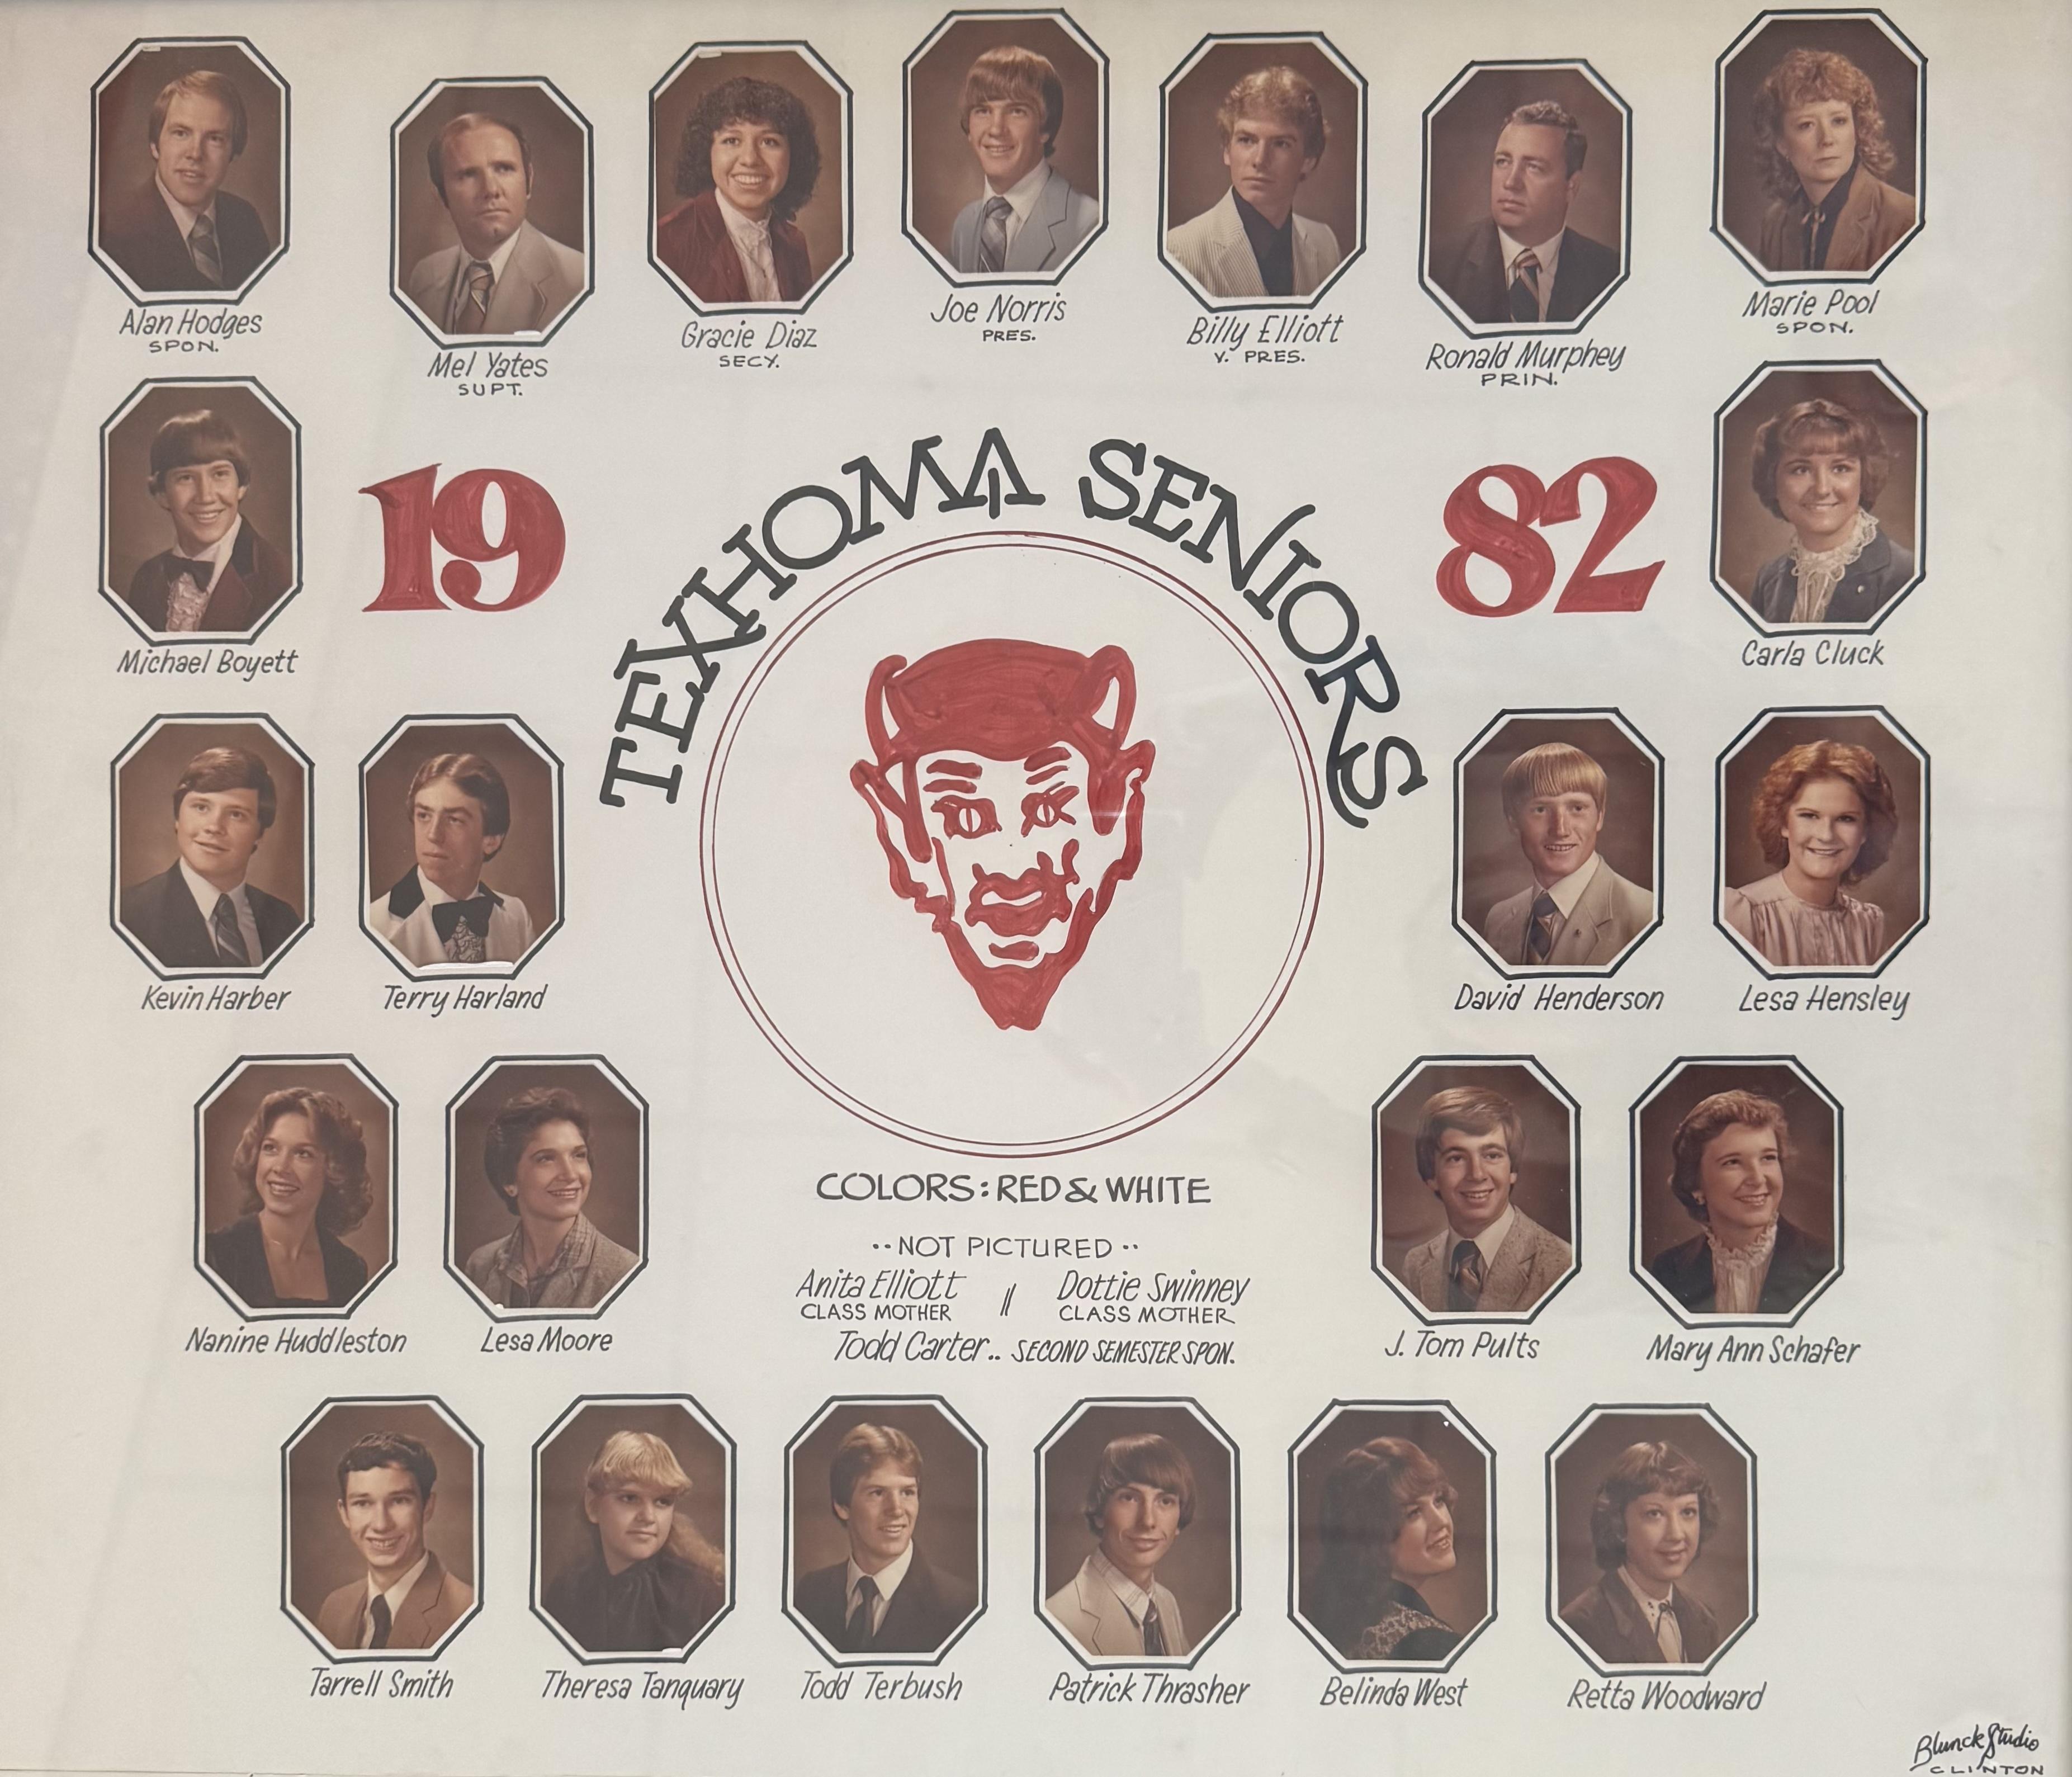 Alan Hodges
SPON.
Mel Yates
SUPT.
Gracie Diaz
SECY.
Joe Norris
PRES.
Billy Elliott
V. PRES.
Ronald Murphey
PRIN.
Marie Pool
SPON.
Michael Boyett
19
TEXHOMA SENIORS
82
Carla Cluck
Kevin Harber
Terry Harland
David Henderson
Lesa Hensley
Nanine Huddleston
Lesa Moore
COLORS: RED & WHITE
·· NOT PICTURED ··
Anita Elliott // Dottie Swinney
CLASS MOTHER CLASS MOTHER
Todd Carter.. SECOND SEMESTER SPON.
J. Tom Pults
Mary Ann Schafer
Tarrell Smith
Theresa Tanquary
Todd Terbush
Patrick Thrasher
Belinda West
Retta Woodward
Blunck Studio
CLINTON